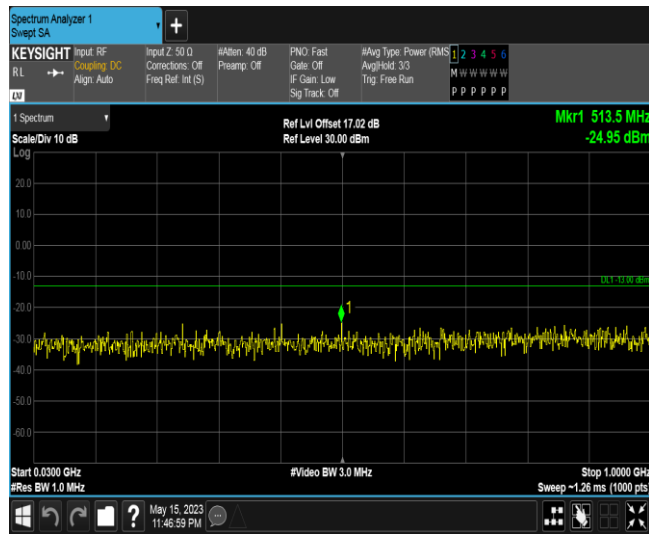 Spectrum Analyzer 1
Swept SA
+
KEYSIGHT
RL
LXI
Input: RF
Coupling: DC
Align: Auto
Input Z: 50 Ω
Corrections: Off
Freq Ref: Int (S)
#Atten: 40 dB
Preamp: Off
PNO: Fast
Gate: Off
IF Gain: Low
Sig Track: Off
#Avg Type: Power (RMS
Avg|Hold: 3/3
Trig: Free Run
1 2 3 4 5 6
M W W W W W
P P P P P P
1 Spectrum
Scale/Div 10 dB
Log
Ref Lvl Offset 17.02 dB
Ref Level 30.00 dBm
Mkr1 513.5 MHz
-24.95 dBm
20.0
10.0
0.00
-10.0
DL1 -13.00 dBm
-20.0
1
-30.0
-40.0
-50.0
-60.0
Start 0.0300 GHz
#Video BW 3.0 MHz
Stop 1.0000 GHz
#Res BW 1.0 MHz
Sweep ~1.26 ms (1000 pts)
?
May 15, 2023
11:46:59 PM